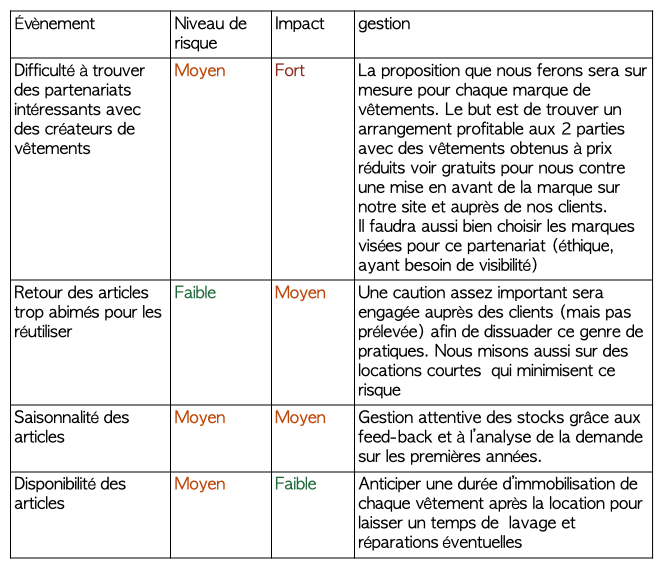 Évènement
Niveau de
risque
Impact
gestion
Difficulté à trouver
des partenariats
intéressants avec
des créateurs de
vêtements
Moyen
Fort
La proposition que nous ferons sera sur
mesure pour chaque marque de
vêtements. Le but est de trouver un
arrangement profitable aux 2 parties
avec des vêtements obtenus à prix
réduits voir gratuits pour nous contre
une mise en avant de la marque sur
notre site et auprès de nos clients.
Il faudra aussi bien choisir les marques
visées pour ce partenariat (éthique,
ayant besoin de visibilité)
Retour des articles
trop abimés pour les
réutiliser
Faible
Moyen
Une caution assez important sera
engagée auprès des clients (mais pas
prélevée) afin de dissuader ce genre de
pratiques. Nous misons aussi sur des
locations courtes  qui minimisent ce
risque
Saisonnalité des
articles
Moyen
Moyen
Gestion attentive des stocks grâce aux
feed-back et à l'analyse de la demande
sur les premières années.
Disponibilité des
articles
Moyen
Faible
Anticiper une durée d'immobilisation de
chaque vêtement après la location pour
laisser un temps de  lavage et
réparations éventuelles